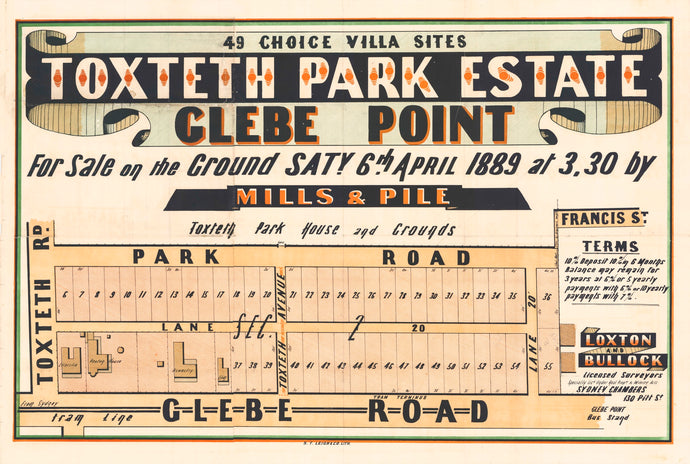 49 CHOICE VILLA SITES
TOXTETH PARK ESTATE
GLEBE POINT
For Sale on the Ground SATY. 6th APRIL 1889 at 3,30 by
MILLS & PILE
Toxteth Park House and Grounds
FRANCIS ST.
TOXTETH RD.
PARK ROAD
TERMS
10% Deposit 10% in 6 Months
Balance may remain for
3 years at 6% or 5 yearly
payments with 6% or 10 yearly
payments with 7%.
6 7 8 9 10 11 12 13 14 15 16 17 18 19 20
TOXTETH AVENUE
21 22 23 24 25 26 27 28 29 30 31 32 33 34 35
36
LANE SEC. 2 20
LANE 20
40 41 42 43 44 45 46 47 48 49 50 51 52 53 54
55
LOXTON
AND
BULLOCK
Licensed Surveyors
SYDNEY CHAMBERS
130 Pitt St
GLEBE POINT
Bus Stand
TRAM TERMINUS
From Sydney
Tram Line
GLEBE ROAD
S.T. LEIGH & CO. LITH.